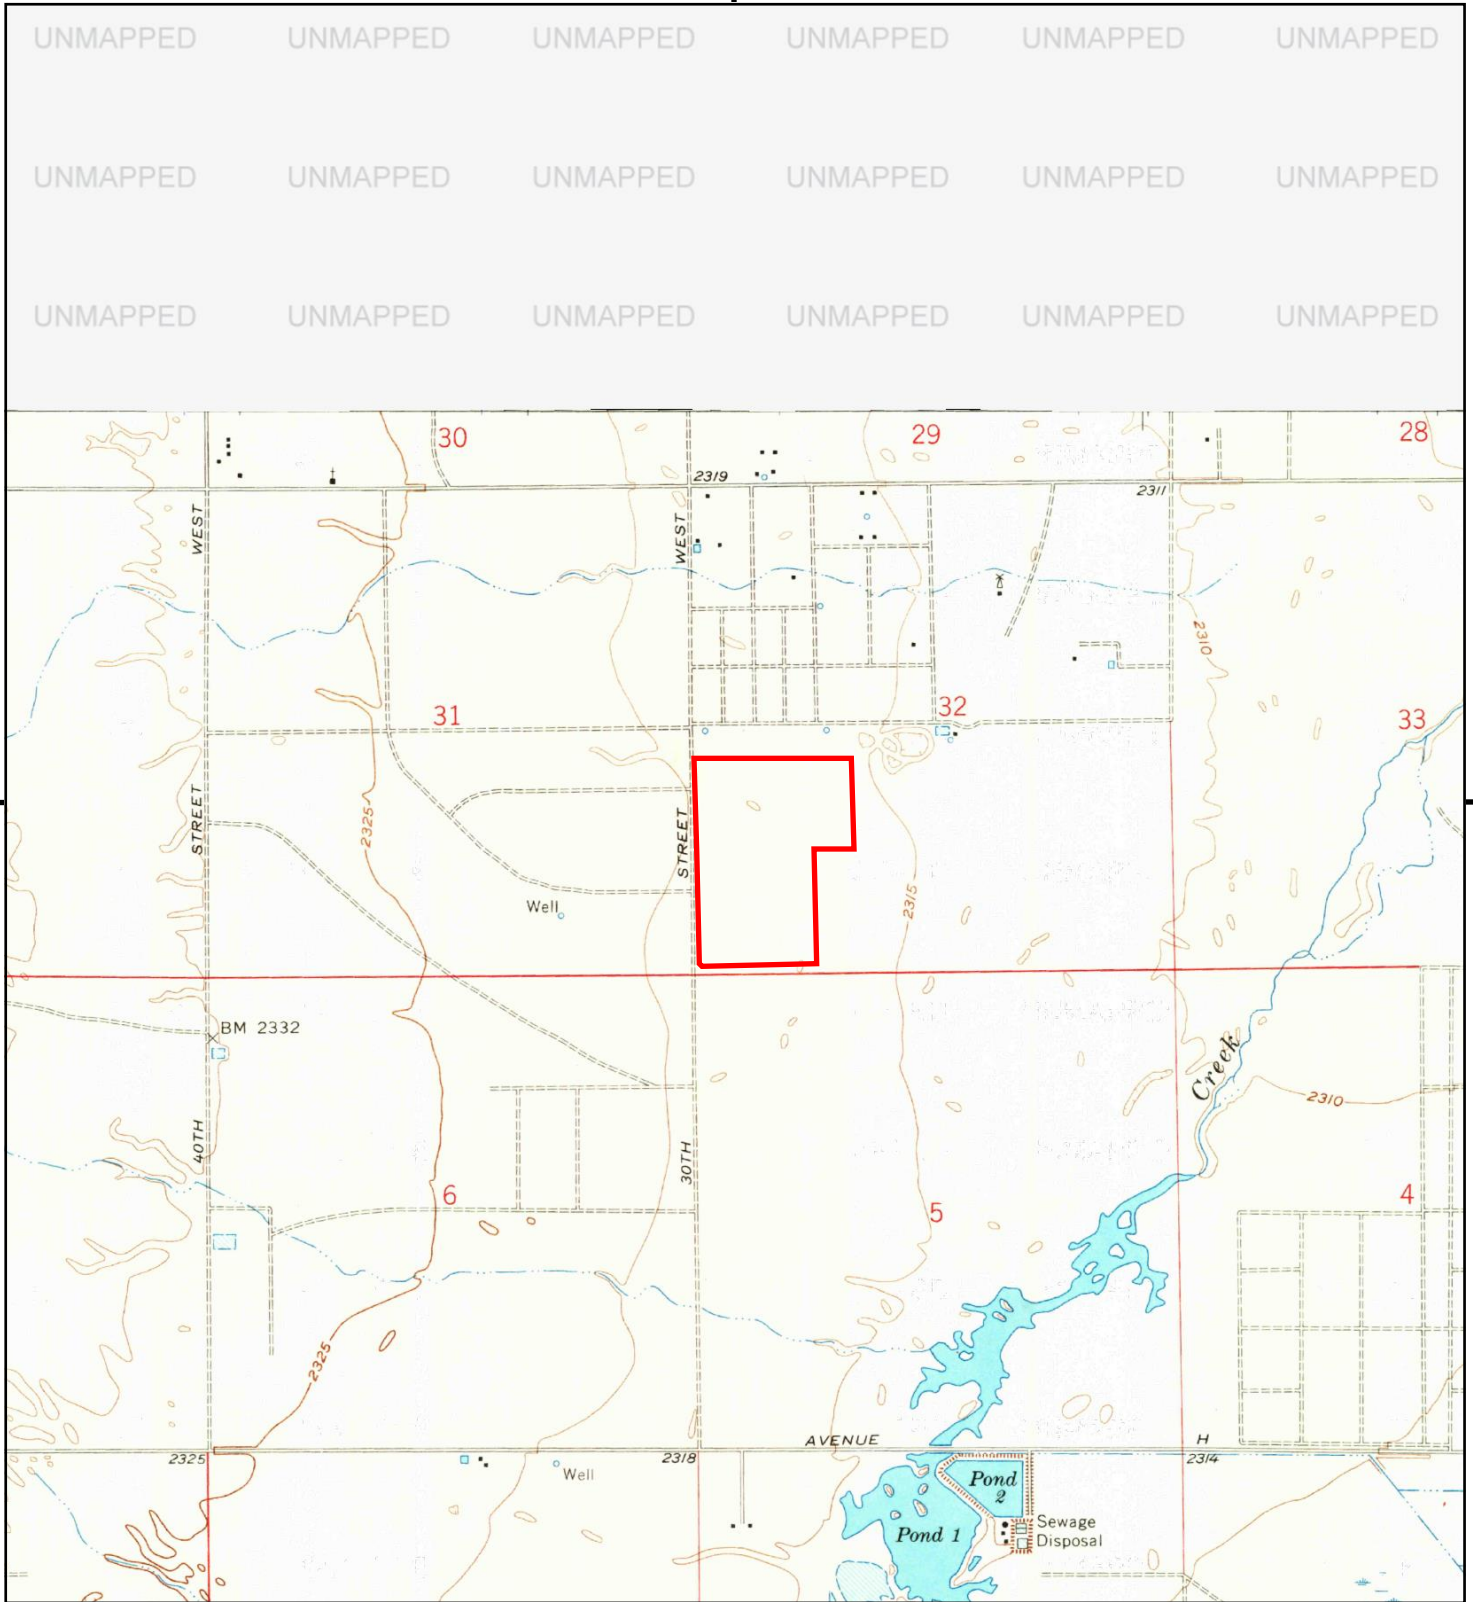 UNMAPPED UNMAPPED UNMAPPED UNMAPPED UNMAPPED UNMAPPED
UNMAPPED UNMAPPED UNMAPPED UNMAPPED UNMAPPED UNMAPPED
UNMAPPED UNMAPPED UNMAPPED UNMAPPED UNMAPPED UNMAPPED
30 29 28
2319 2311
WEST WEST
2310
31 32 33
2325 STREET STREET
2315
Well
BM 2332
Creek
2310
40TH 30TH
6 5 4
2325
AVENUE H
2325 2318 2314
Well
Pond
2
Pond 1
Sewage
Disposal